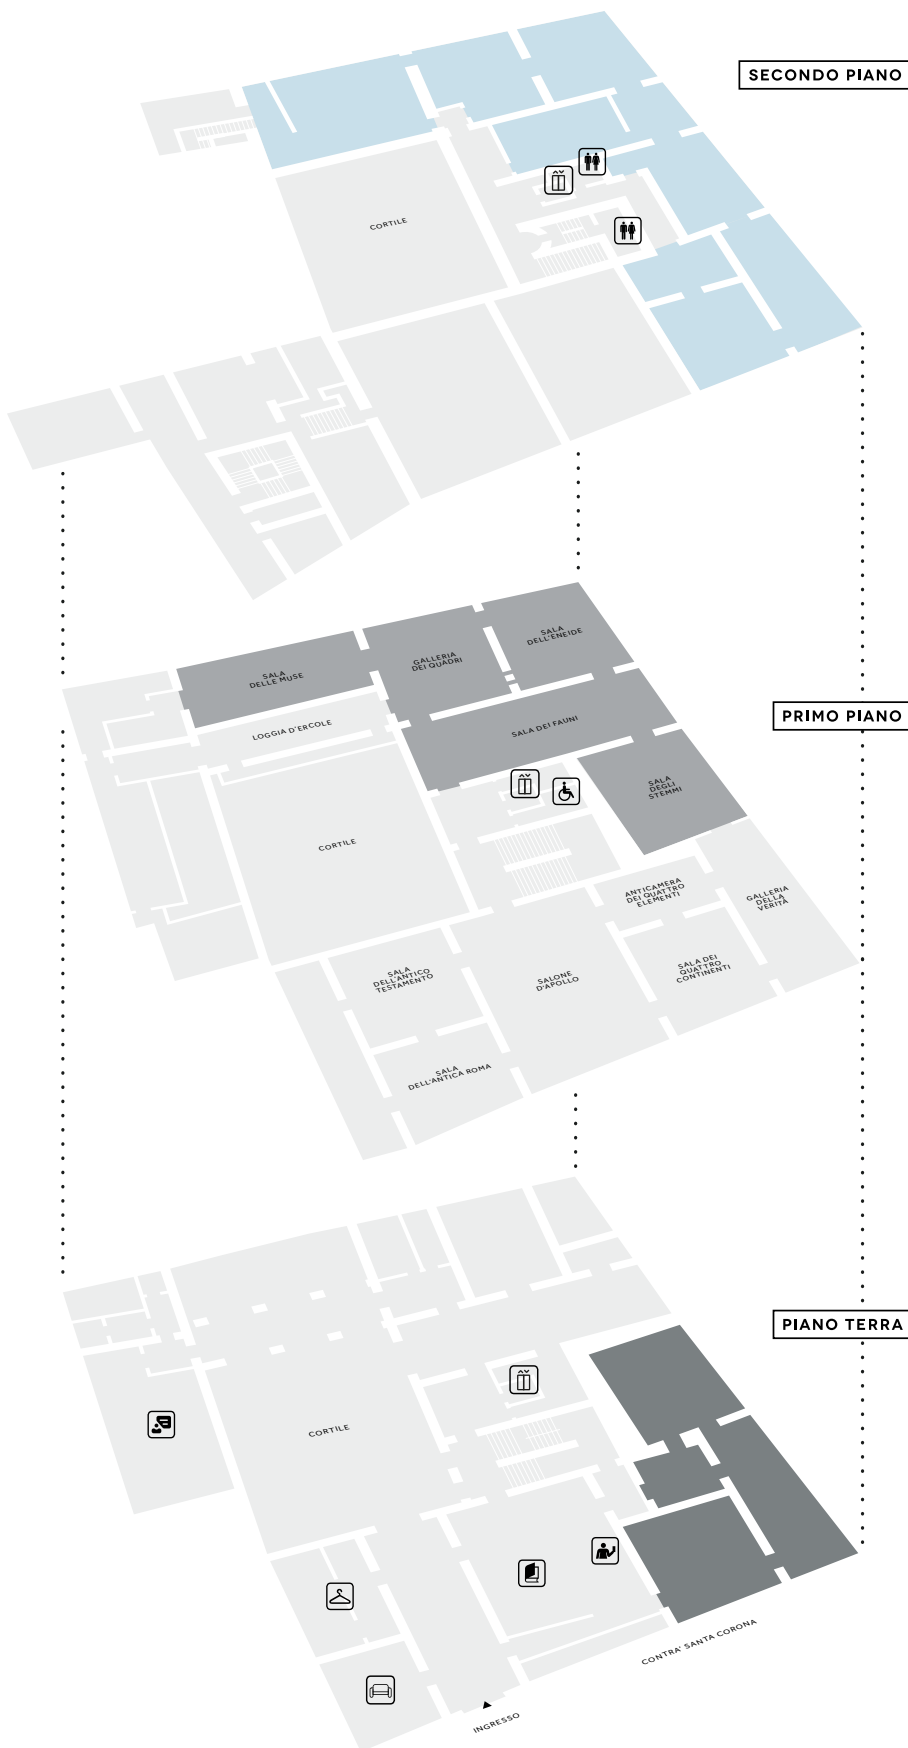 SECONDO PIANO
CORTILE
SALA
DELL'ENEIDE
GALLERIA
DEI QUADRI
SALA
DELLE MUSE
PRIMO PIANO
LOGGIA D'ERCOLE
SALA DEI FAUNI
SALA
DEGLI
STEMMI
CORTILE
ANTICAMERA
DEI QUATTRO
ELEMENTI
GALLERIA
DELLA
VERITÀ
SALA
DELL'ANTICO
TESTAMENTO
SALONE
D'APOLLO
SALA DEI
QUATTRO
CONTINENTI
SALA
DELL'ANTICA ROMA
PIANO TERRA
CORTILE
CONTRA' SANTA CORONA
INGRESSO